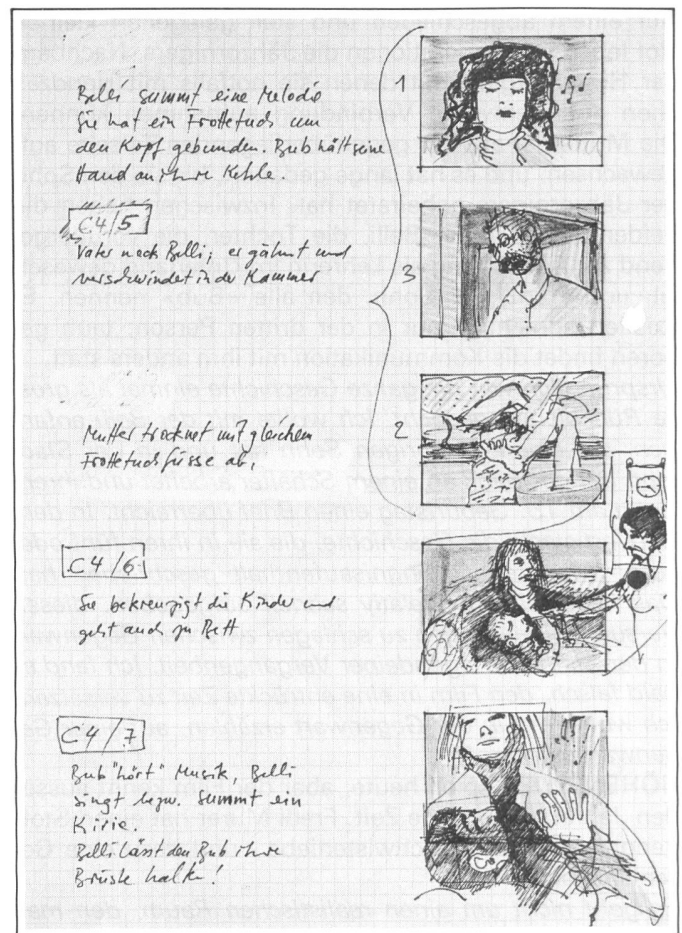 Belli summt eine Melodie
Sie hat ein Frottetuch um
den Kopf gebunden. Bub hält seine
Hand an ihre Kehle.
1
C4/5
Vater nach Belli; er gähnt und
verschwindet in der Kammer
3
Mutter trocknet mit gleichem
Frottetuch Füsse ab,
2
C4/6
Sie bekreuzigt die Kinder und
geht auch zu Bett
C4/7
Bub "hört" Musik, Belli
singt bzw. summt ein
Kirie.
Belli lässt den Bub ihre
Brüste halten!